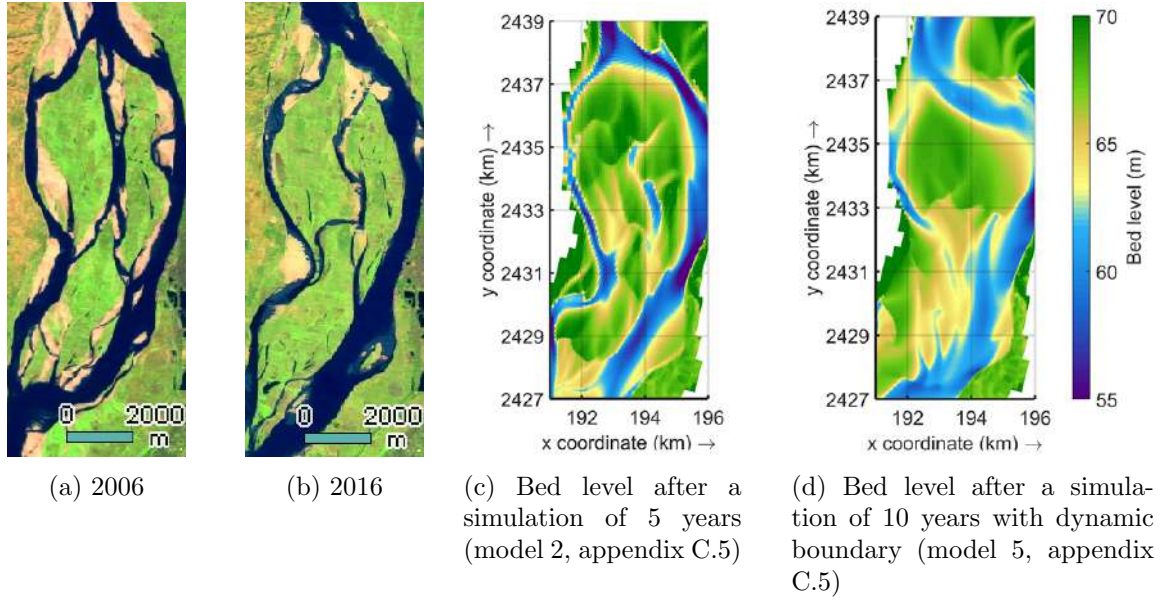 0 2000
m
(a) 2006
0 2000
m
(b) 2016
2439
2437
2435
2433
2431
2429
2427
y coordinate (km) →
192 194 196
x coordinate (km) →
(c) Bed level after a
simulation of 5 years
(model 2, appendix C.5)
2439
2437
2435
2433
2431
2429
2427
y coordinate (km) →
192 194 196
x coordinate (km) →
70
65
60
55
Bed level (m)
(d) Bed level after a simula-
tion of 10 years with dynamic
boundary (model 5, appendix
C.5)